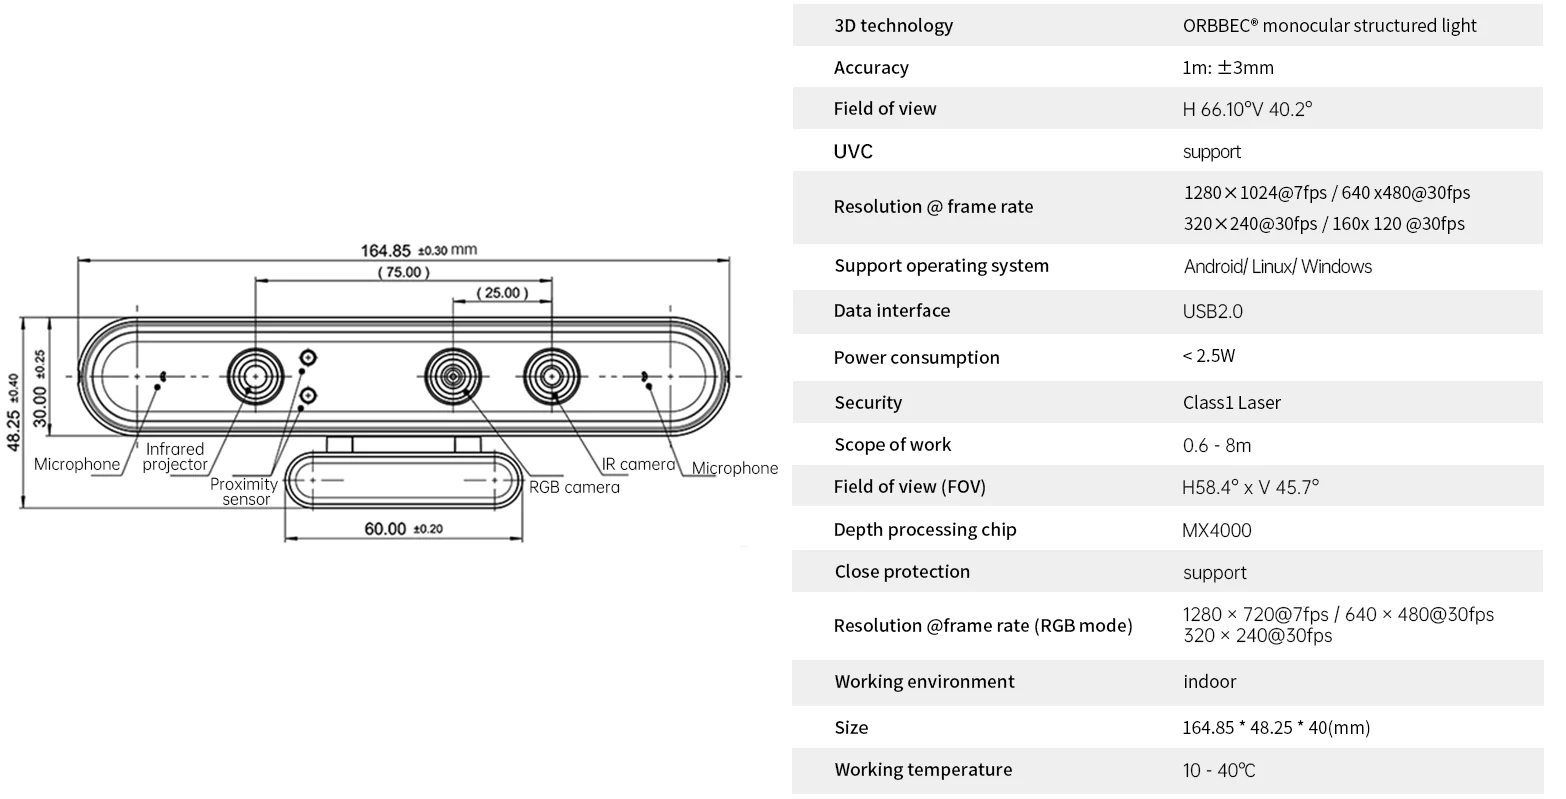 164.85 ±0.30 mm
( 75.00 )
( 25.00 )
48.25 ±0.40
30.00 ±0.25
Microphone
Infrared
projector
Proximity
sensor
RGB camera
IR camera
Microphone
60.00 ±0.20
3D technology ORBBEC® monocular structured light
Accuracy 1m: ±3mm
Field of view H 66.10°V 40.2°
UVC support
Resolution @ frame rate 1280×1024@7fps / 640 x480@30fps
320×240@30fps / 160x 120 @30fps
Support operating system Android/ Linux/ Windows
Data interface USB2.0
Power consumption < 2.5W
Security Class1 Laser
Scope of work 0.6 - 8m
Field of view (FOV) H58.4° x V 45.7°
Depth processing chip MX4000
Close protection support
Resolution @frame rate (RGB mode) 1280 × 720@7fps / 640 × 480@30fps
320 × 240@30fps
Working environment indoor
Size 164.85 * 48.25 * 40(mm)
Working temperature 10 - 40℃